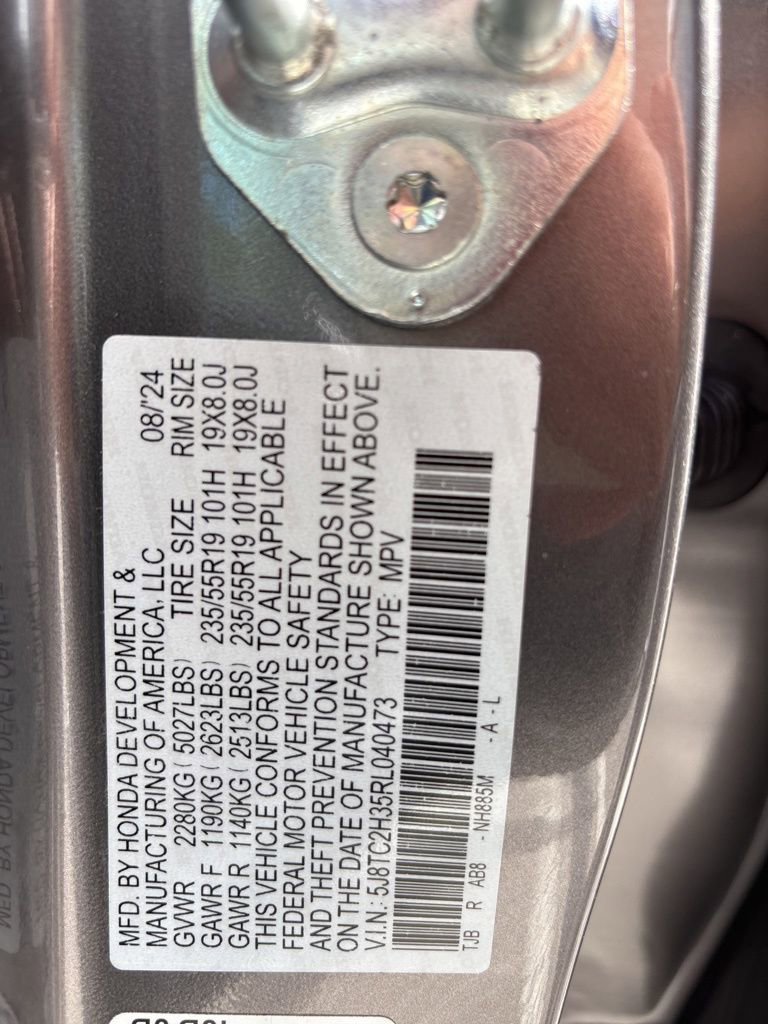 MFD. BY HONDA DEVELOPMENT &
MANUFACTURING OF AMERICA, LLC 08/'24
GVWR 2280KG ( 5027LBS) TIRE SIZE RIM SIZE
GAWR F 1190KG ( 2623LBS) 235/55R19 101H 19X8.0J
GAWR R 1140KG ( 2513LBS) 235/55R19 101H 19X8.0J
THIS VEHICLE CONFORMS TO ALL APPLICABLE
FEDERAL MOTOR VEHICLE SAFETY
AND THEFT PREVENTION STANDARDS IN EFFECT
ON THE DATE OF MANUFACTURE SHOWN ABOVE.
V.I.N.: 5J8TC2H35RL040473 TYPE: MPV
TJB R AB8 - NH885M - A - L